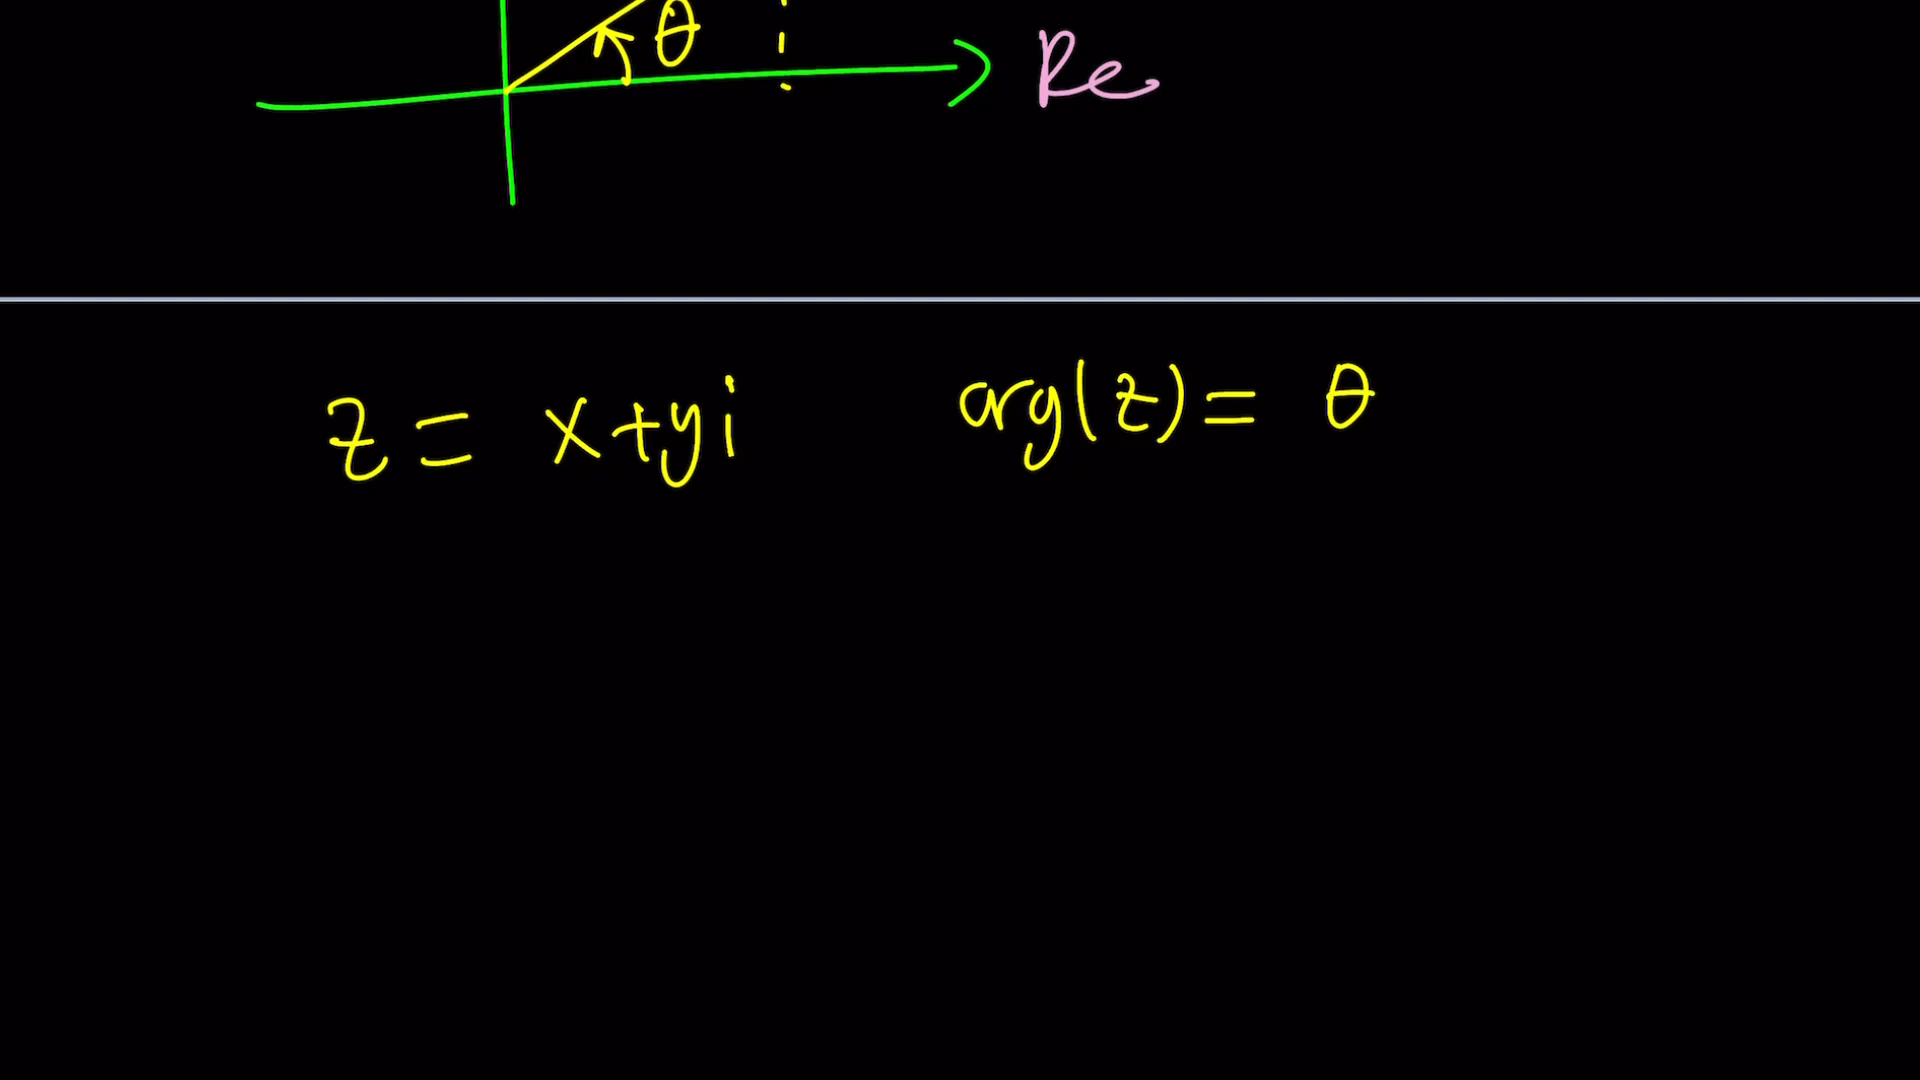 θ
Re
z = x+yi arg(z) = θ